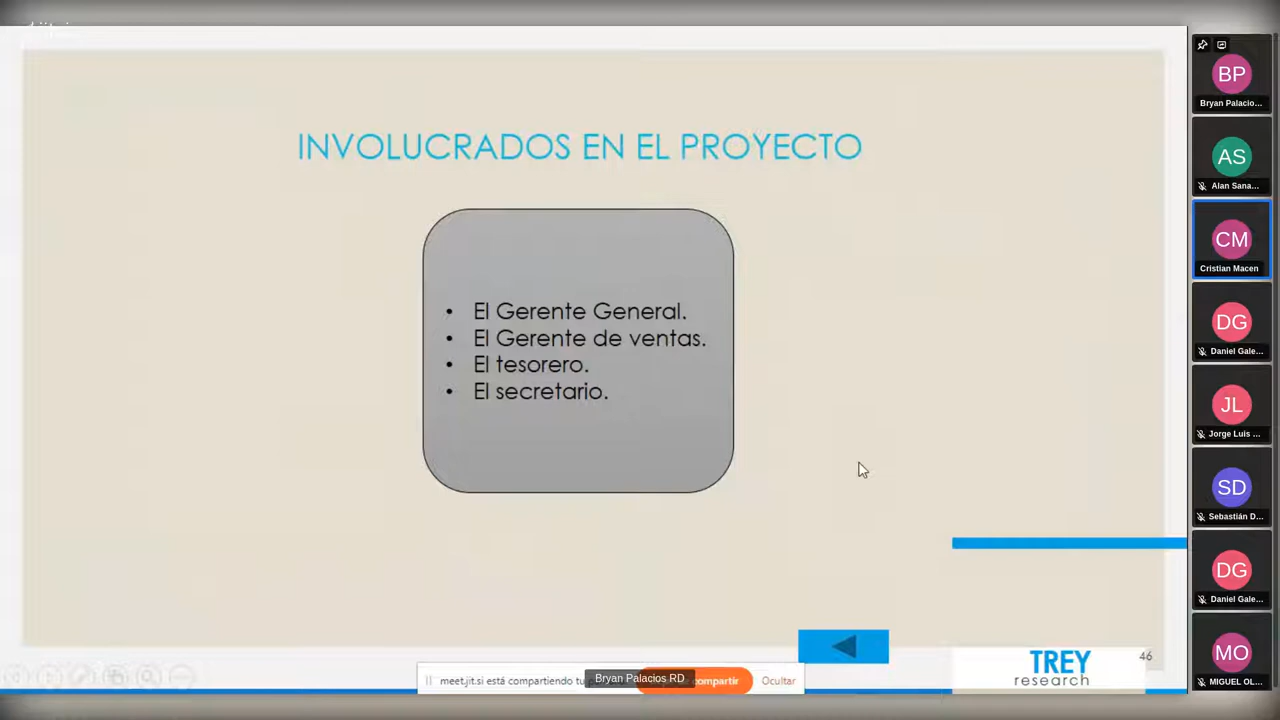 INVOLUCRADOS EN EL PROYECTO
• El Gerente General.
• El Gerente de ventas.
• El tesorero.
• El secretario.
TREY
research
46
meet.jit.si está compartiendo tu
compartir
Ocultar
Bryan Palacios RD
BP
Bryan Palacio...
AS
Alan Sana...
CM
Cristian Macen
DG
Daniel Gale...
JL
Jorge Luis ...
SD
Sebastián D...
DG
Daniel Gale...
MO
MIGUEL OL...